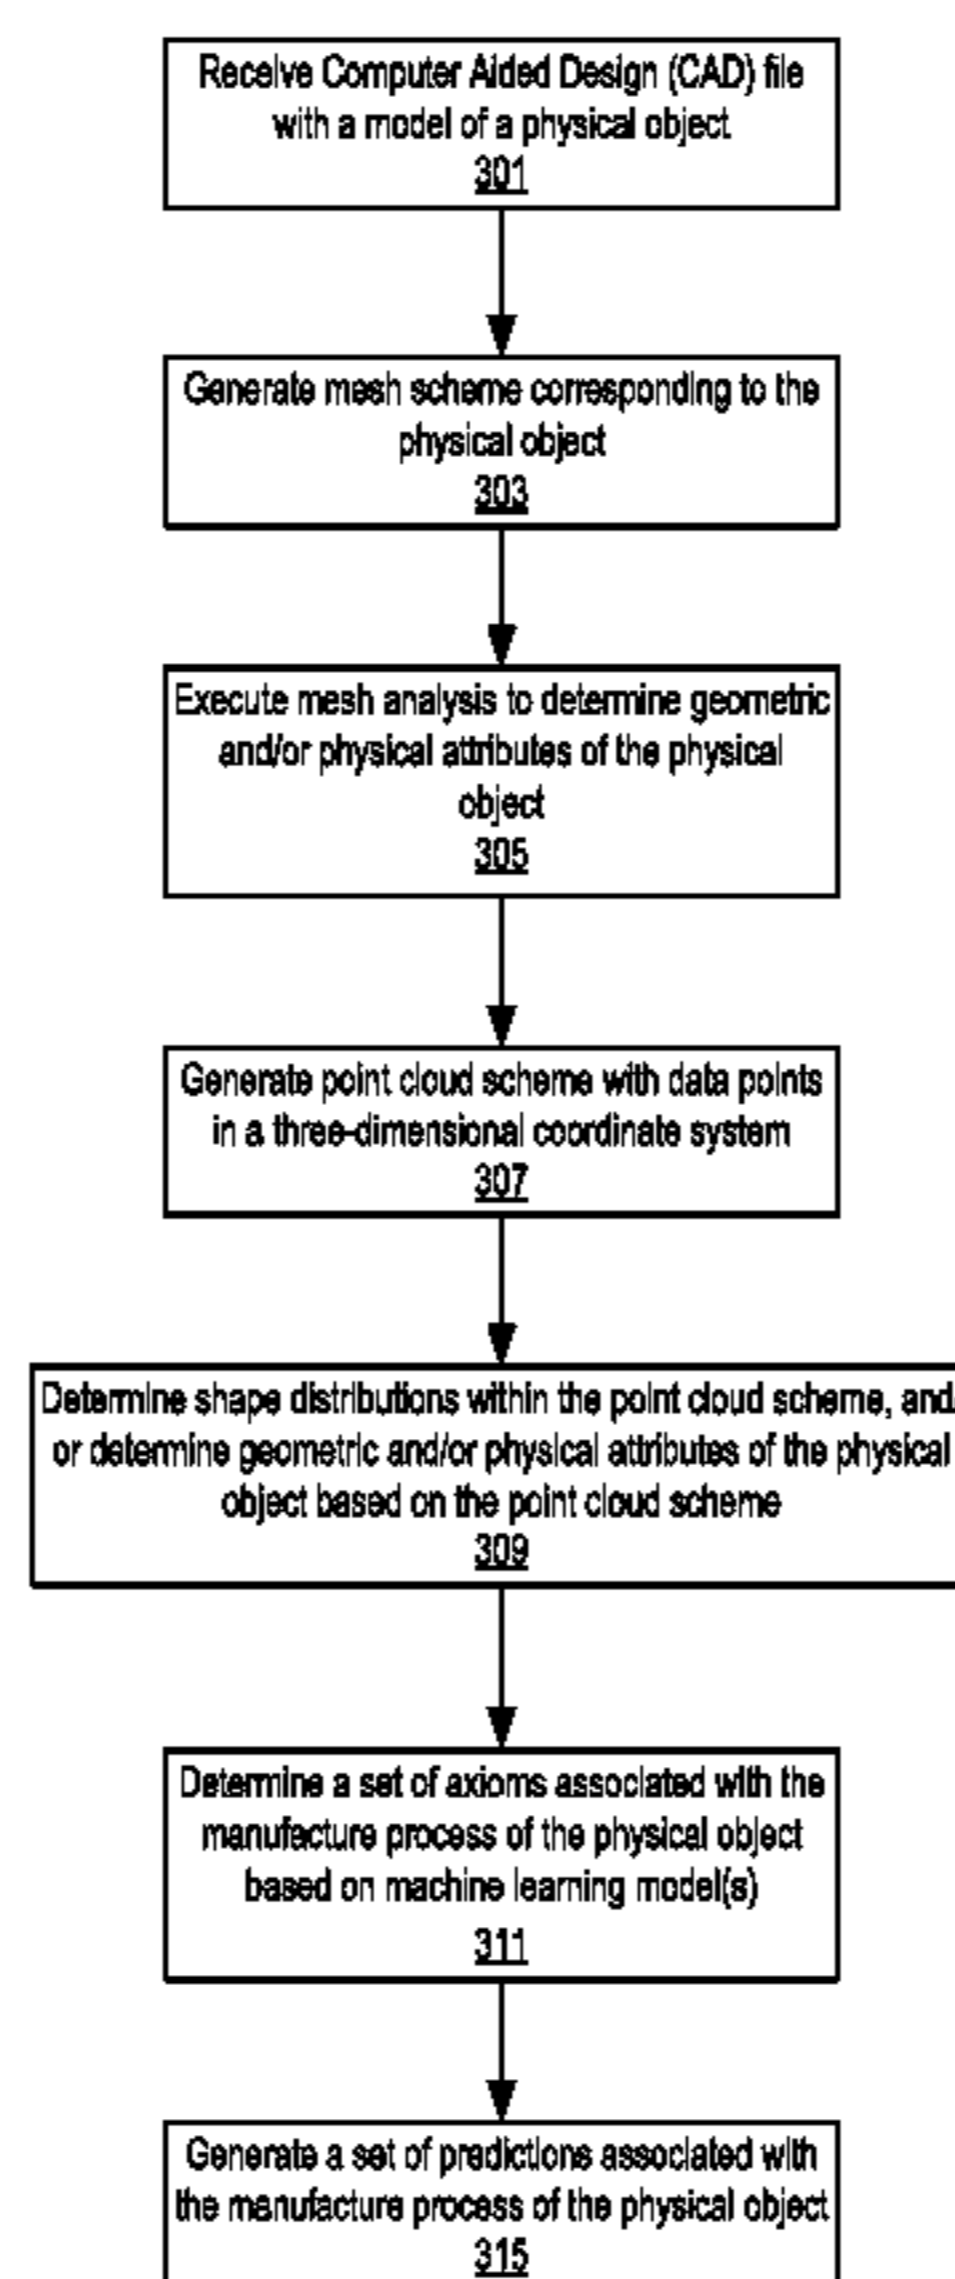 Receive Computer Aided Design (CAD) file
with a model of a physical object
301
Generate mesh scheme corresponding to the
physical object
303
Execute mesh analysis to determine geometric
and/or physical attributes of the physical
object
305
Generate point cloud scheme with data points
in a three-dimensional coordinate system
307
Determine shape distributions within the point cloud scheme, and/
or determine geometric and/or physical attributes of the physical
object based on the point cloud scheme
309
Determine a set of axioms associated with the
manufacture process of the physical object
based on machine learning model(s)
311
Generate a set of predictions associated with
the manufacture process of the physical object
315